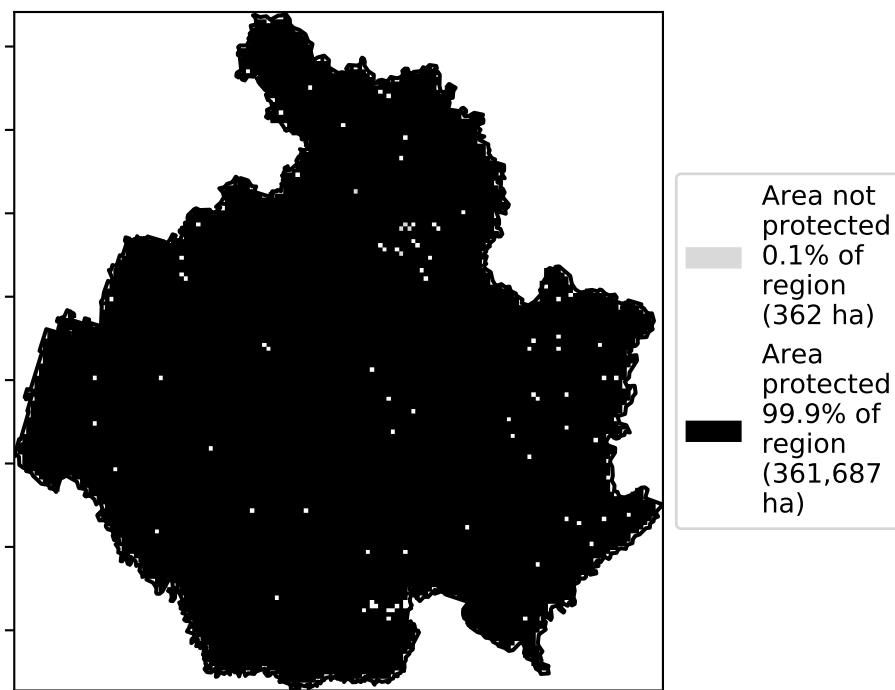 Area not
protected
0.1% of
region
(362 ha)
Area
protected
99.9% of
region
(361,687
ha)